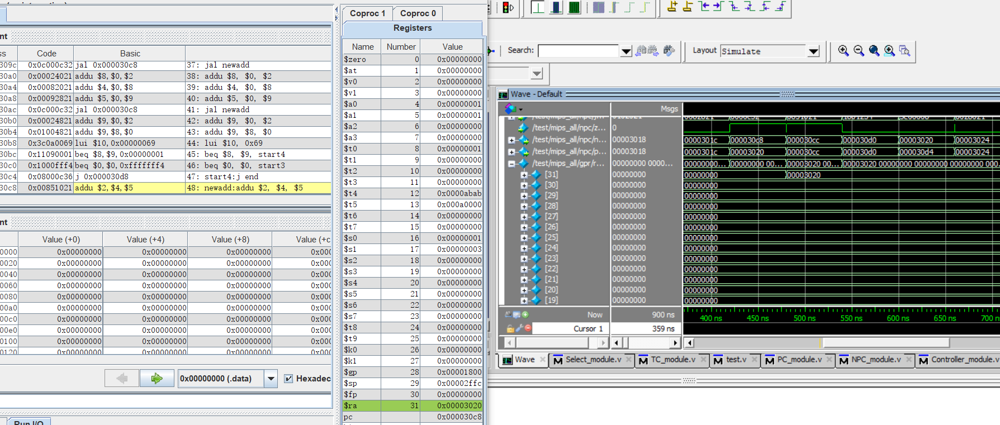 Coproc 1 Coproc 0
Registers
Name Number Value
$zero 0 0x00000000
$at 1 0x00000000
$v0 2 0x00000000
$v1 3 0x00000000
$a0 4 0x00000001
$a1 5 0x00000001
$a2 6 0x00000000
$a3 7 0x00000000
$t0 8 0x00000001
$t1 9 0x00000000
$t2 10 0x00000000
$t3 11 0x00000000
$t4 12 0x0000abab
$t5 13 0x000a0000
$t6 14 0x00000000
$t7 15 0x00000000
$s0 16 0x00000001
$s1 17 0x00000003
$s2 18 0x00000000
$s3 19 0x00000000
$s4 20 0x00000000
$s5 21 0x00000000
$s6 22 0x00000000
$s7 23 0x00000000
$t8 24 0x00000000
$t9 25 0x00000000
$k0 26 0x00000000
$k1 27 0x00000000
$gp 28 0x00001800
$sp 29 0x00002ffc
$fp 30 0x00000000
$ra 31 0x00003020
pc 0x000030c8
nt
ss Code Basic
309c 0x0c000c32 jal 0x000030c8 37: jal newadd
30a0 0x00024021 addu $8,$0,$2 38: addu $8, $0, $2
30a4 0x00082021 addu $4,$0,$8 39: addu $4, $0, $8
30a8 0x00092821 addu $5,$0,$9 40: addu $5, $0, $9
30ac 0x0c000c32 jal 0x000030c8 41: jal newadd
30b0 0x00024821 addu $9,$0,$2 42: addu $9, $0, $2
30b4 0x01004821 addu $9,$8,$0 43: addu $9, $8, $0
30b8 0x3c0a0069 lui $10,0x00000069 44: lui $10, 0x69
30bc 0x11090001 beq $8,$9,0x00000001 45: beq $8, $9, start4
30c0 0x1000fff4 beq $0,$0,0xfffffff4 46: beq $0, $0, start3
30c4 0x08000c36 j 0x000030d8 47: start4:j end
30c8 0x00851021 addu $2,$4,$5 48: newadd:addu $2, $4, $5
nt
Value (+0) Value (+4) Value (+8) Value (+c
0000 0x00000000 0x00000000 0x00000000 0x000
0020 0x00000000 0x00000000 0x00000000 0x000
0040 0x00000000 0x00000000 0x00000000 0x000
0060 0x00000000 0x00000000 0x00000000 0x000
0080 0x00000000 0x00000000 0x00000000 0x000
00a0 0x00000000 0x00000000 0x00000000 0x000
00c0 0x00000000 0x00000000 0x00000000 0x000
00e0 0x00000000 0x00000000 0x00000000 0x000
0100 0x00000000 0x00000000 0x00000000 0x000
0120 0x00000000 0x00000000 0x00000000 0x000
0x00000000 (.data) Hexadec
Run I/O
Search: Layout Simulate
Wave - Default
Msgs
/test/mips_all/npc/z... 0
/test/mips_all/npc/n... 00003018 0000301c 000030c8 000030cc 000030d0 00003020 00003024
/test/mips_all/npc/p... 00003018 0000301c 00003020 000030cc 000030d0 000030d4 00003024
/test/mips_all/gpr/r... 00000000 0000... 00000000... 00000000 00... 00003020 00... 00003020 00000000 00000000 00000000 000...
[31] 00000000 00000000 00003020
[30] 00000000 00000000
[29] 00000000 00000000
[28] 00000000 00000000
[27] 00000000 00000000
[26] 00000000 00000000
[25] 00000000 00000000
[24] 00000000 00000000
[23] 00000000 00000000
[22] 00000000 00000000
[21] 00000000 00000000
[20] 00000000 00000000
[19] 00000000 00000000
Now 900 ns 400 ns 450 ns 500 ns 550 ns 600 ns 650 ns 700 n
Cursor 1 359 ns
Wave Select_module.v TC_module.v test.v PC_module.v NPC_module.v Controller_module.v